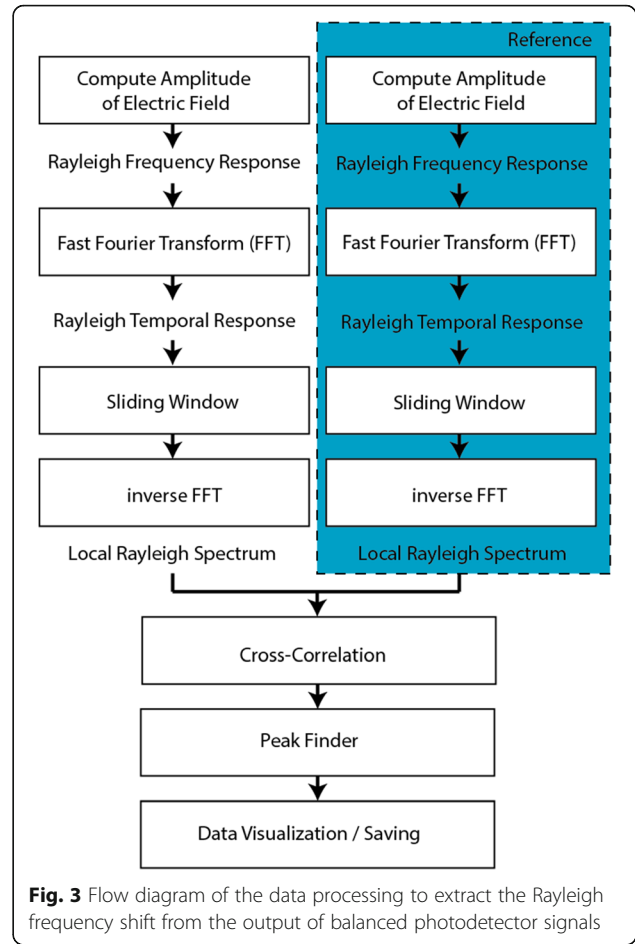 Reference
Compute Amplitude
of Electric Field
Rayleigh Frequency Response
Fast Fourier Transform (FFT)
Rayleigh Temporal Response
Sliding Window
inverse FFT
Local Rayleigh Spectrum
Compute Amplitude
of Electric Field
Rayleigh Frequency Response
Fast Fourier Transform (FFT)
Rayleigh Temporal Response
Sliding Window
inverse FFT
Local Rayleigh Spectrum
Cross-Correlation
Peak Finder
Data Visualization / Saving
Fig. 3 Flow diagram of the data processing to extract the Rayleigh
frequency shift from the output of balanced photodetector signals